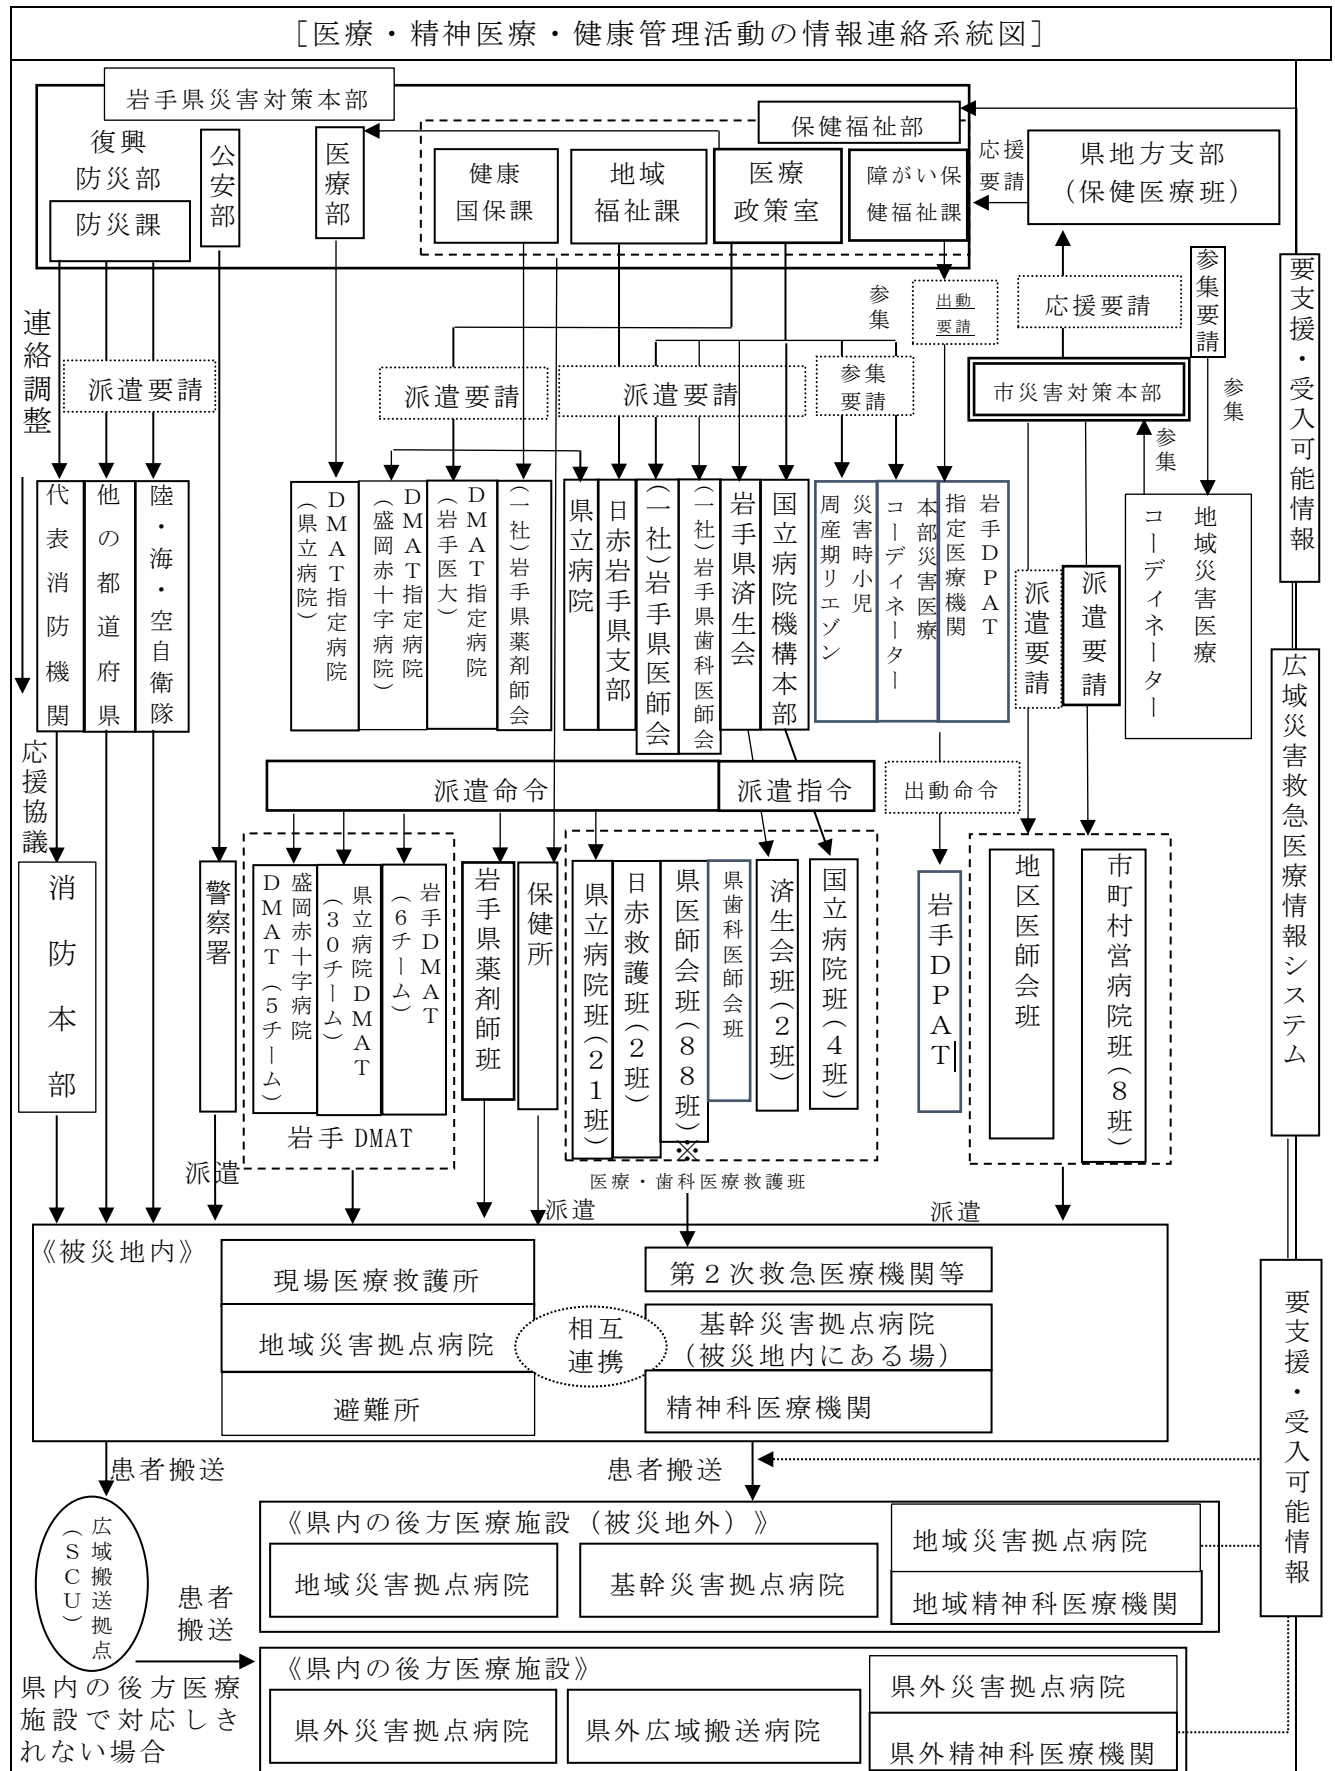 ［医療・精神医療・健康管理活動の情報連絡系統図］
岩手県災害対策本部
復興
防災部
防災課
公安部
医療部
保健福祉部
健康
国保課
地域
福祉課
医療
政策室
障がい保
健福祉課
応援
要請
県地方支部
（保健医療班）
連絡調整
派遣要請
派遣要請
派遣要請
参集
出動
要請
参集
要請
応援要請
参集要請
市災害対策本部
参集
参集
要支援・受入可能情報
代表消防機関
他の都道府県
陸・海・空自衛隊
DMAT指定病院
（県立病院）
DMAT指定病院
（盛岡赤十字病院）
DMAT指定病院
（岩手医大）
（一社）岩手県薬剤師会
県立病院
日赤岩手県支部
（一社）岩手県医師会
（一社）岩手県歯科医師会
岩手県済生会
国立病院機構本部
災害時小児
周産期リエゾン
本部災害医療
コーディネーター
岩手DPAT
指定医療機関
派遣要請
派遣要請
地域災害医療
コーディネーター
広域災害救急医療情報システム
応援協議
派遣命令
派遣指令
出動命令
消防本部
警察署
盛岡赤十字病院
DMAT（5チーム）
県立病院DMAT
（30チーム）
岩手DMAT
（6チーム）
岩手 DMAT
岩手県薬剤師班
保健所
県立病院班（21班）
日赤救護班（2班）
県医師会班（88班）※
県歯科医師会班
済生会班（2班）
国立病院班（4班）
岩手DPAT
地区医師会班
市町村営病院班（8班）
医療・歯科医療救護班
派遣
派遣
派遣
《被災地内》
現場医療救護所
地域災害拠点病院
避難所
相互
連携
第２次救急医療機関等
基幹災害拠点病院
（被災地内にある場）
精神科医療機関
要支援・受入可能情報
患者搬送
患者搬送
広域搬送拠点
（SCU）
《県内の後方医療施設（被災地外）》
地域災害拠点病院
基幹災害拠点病院
地域災害拠点病院
地域精神科医療機関
患者
搬送
県内の後方医療
施設で対応しき
れない場合
《県内の後方医療施設》
県外災害拠点病院
県外広域搬送病院
県外災害拠点病院
県外精神科医療機関